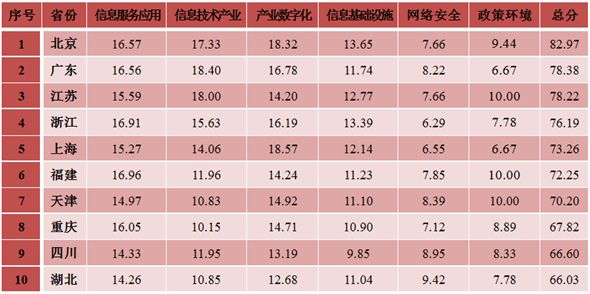 序号 省份 信息服务应用 信息技术产业 产业数字化 信息基础设施 网络安全 政策环境 总分
1 北京 16.57 17.33 18.32 13.65 7.66 9.44 82.97
2 广东 16.56 18.40 16.78 11.74 8.22 6.67 78.38
3 江苏 15.59 18.00 14.20 12.77 7.66 10.00 78.22
4 浙江 16.91 15.63 16.19 13.39 6.29 7.78 76.19
5 上海 15.27 14.06 18.57 12.14 6.55 6.67 73.26
6 福建 16.96 11.96 14.24 11.23 7.85 10.00 72.25
7 天津 14.97 10.83 14.92 11.10 8.39 10.00 70.20
8 重庆 16.05 10.15 14.71 10.90 7.12 8.89 67.82
9 四川 14.33 11.95 13.19 9.85 8.95 8.33 66.60
10 湖北 14.26 10.85 12.68 11.04 9.42 7.78 66.03